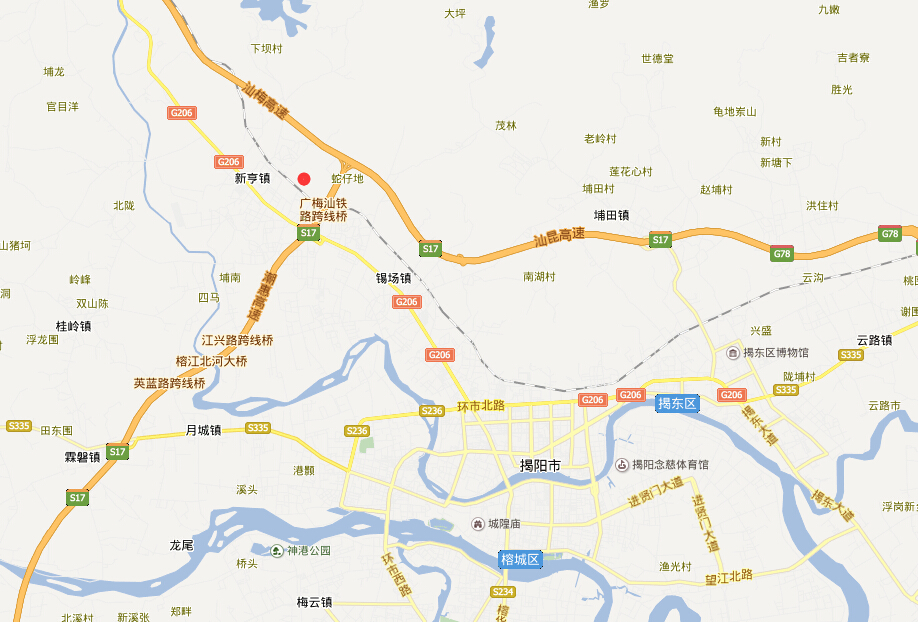 大坪
渔罗
九嫩
下坝村
世德堂
吉者寮
埔龙
胜光
汕梅高速
官目洋
G206
龟地岽山
茂林
老岭村
新村
G206
新塘下
莲花心村
新亨镇
蛇仔地
埔田村
赵埔村
北陇
广梅汕铁
路跨线桥
埔田镇
洪住村
S17
汕昆高速
S17
G78
山猪坷
S17
G78
岭峰
埔南
锡场镇
南湖村
云沟
洞
双山陈
四马
潮惠高速
G206
桂岭镇
兴盛
浮龙围
江兴路跨线桥
云路镇
榕江北河大桥
G206
揭东区博物馆
S335
英蓝路跨线桥
陇埔村
S335
G206
G206
G206
环市北路
S236
揭东区
云路市
S335
田东围
月城镇
S335
S236
揭东大道
S17
霖磐镇
港颢
揭阳市
揭阳念慈体育馆
溪头
S17
进贤门大道
揭东大道
进贤门大道
城隍庙
龙尾
神港公园
榕城区
桥头
环市西路
渔光村
望江北路
S234
梅云镇
郑畔
北溪村
新溪张